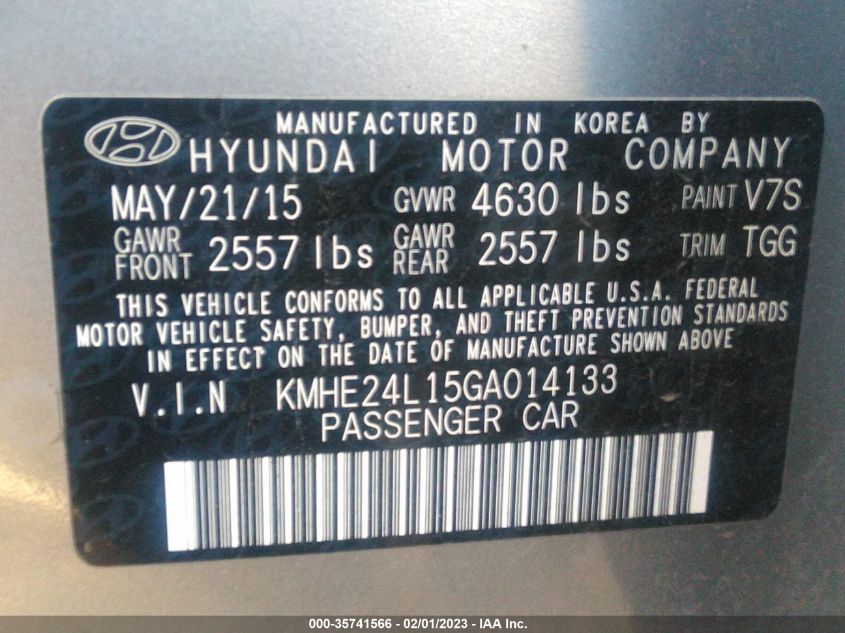 MANUFACTURED IN KOREA BY
HYUNDAI MOTOR COMPANY
MAY/21/15 GVWR 4630 lbs PAINT V7S
GAWR FRONT 2557 lbs GAWR REAR 2557 lbs TRIM TGG
THIS VEHICLE CONFORMS TO ALL APPLICABLE U.S.A. FEDERAL
MOTOR VEHICLE SAFETY, BUMPER, AND THEFT PREVENTION STANDARDS
IN EFFECT ON THE DATE OF MANUFACTURE SHOWN ABOVE
V.I.N KMHE24L15GA014133
PASSENGER CAR
000-35741566 - 02/01/2023 - IAA Inc.